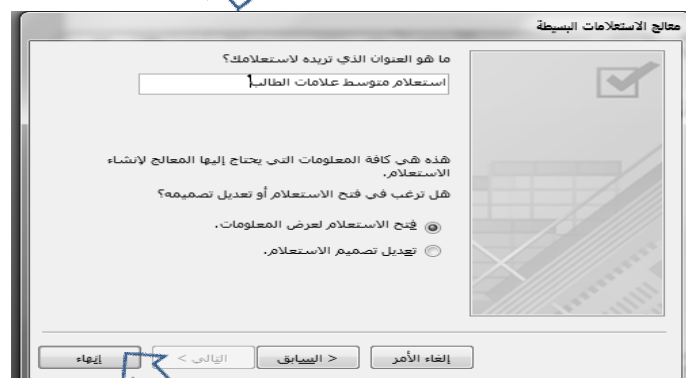 معالج الاستعلامات البسيطة
ما هو العنوان الذي تريده لاستعلامك؟
استعلام متوسط علامات الطالب
هذه هي كافة المعلومات التي يحتاج إليها المعالج لإنشاء
الاستعلام.
هل ترغب في فتح الاستعلام أو تعديل تصميمه؟
فتح الاستعلام لعرض المعلومات.
تعديل تصميم الاستعلام.
إلغاء الأمر
< السابق
التالي >
إنهاء